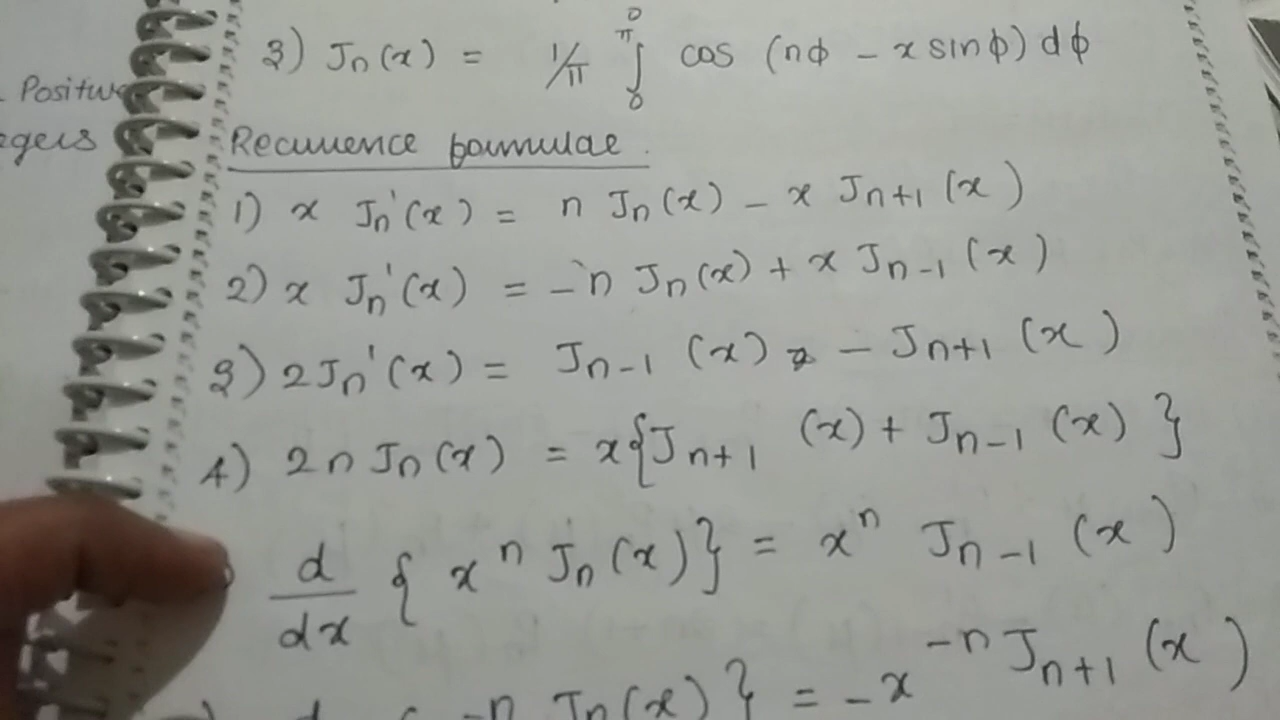 3) Jn(x) = 1/π ∫₀^π cos (nϕ - x sinϕ) dϕ
Positive
egers
Recurrence formulae.
1) x Jn'(x) = n Jn(x) - x Jn+1 (x)
2) x Jn'(x) = -n Jn(x) + x Jn-1 (x)
3) 2Jn'(x) = Jn-1 (x) - Jn+1 (x)
4) 2n Jn(x) = x{Jn+1 (x) + Jn-1 (x)}
d/dx { x^n Jn(x)} = x^n Jn-1 (x)
-n Jn(x)} = -x^-n Jn+1 (x)